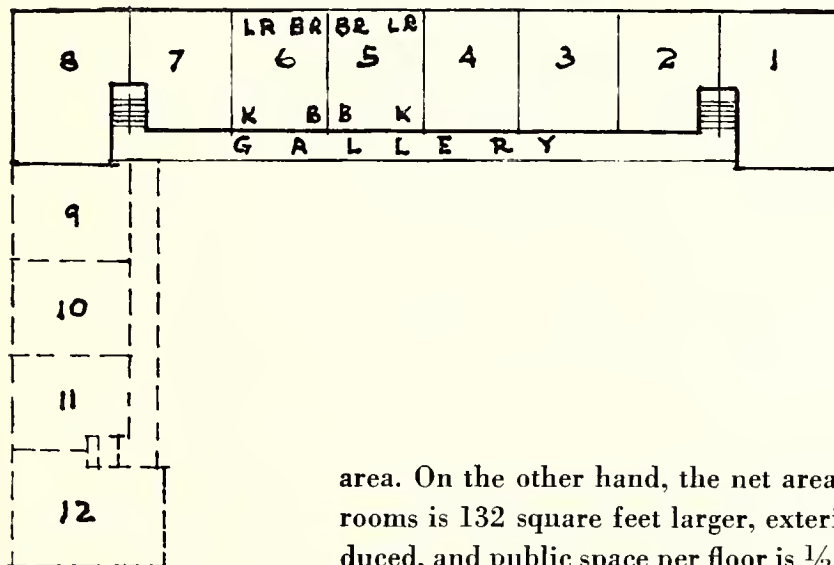 LR BR BR LR
8 7 6 5 4 3 2 1
K B B K
G A L L E R Y
9
10
11
12
area. On the other hand, the net area
rooms is 132 square feet larger, exteri
duced, and public space per floor is